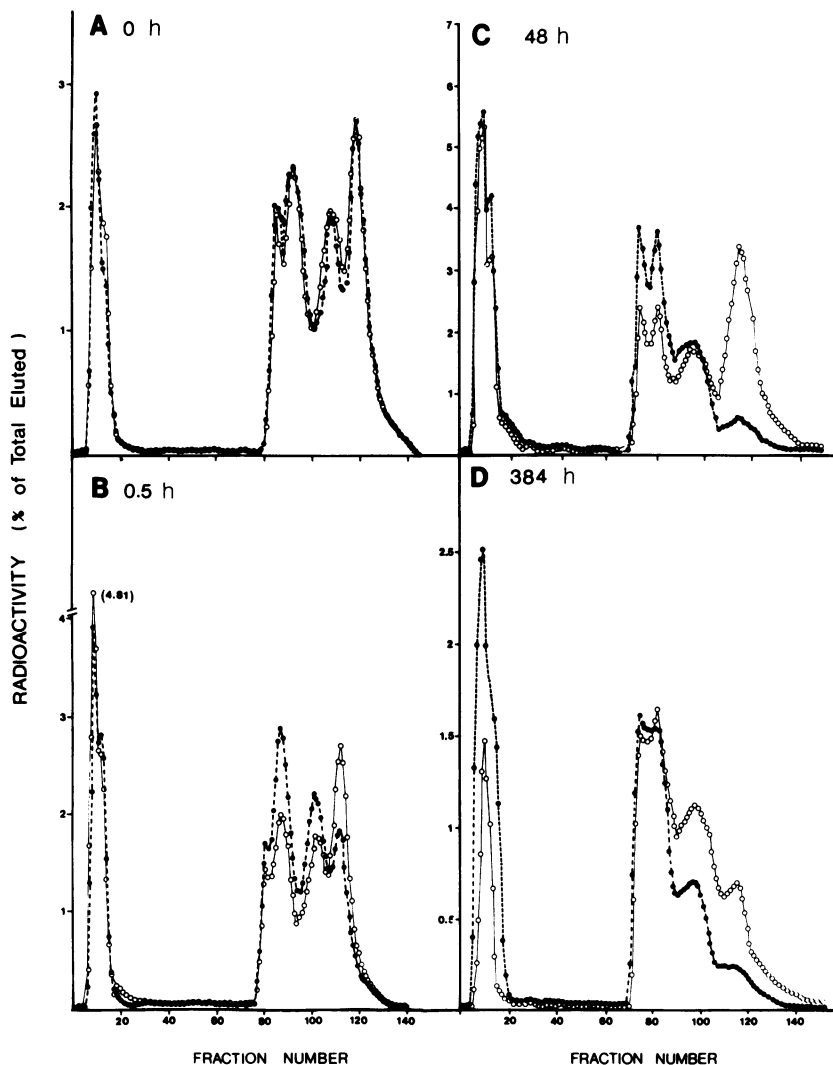 A 0 h
3
2
1
C 48 h
7
6
5
4
3
2
1
B 0.5 h
(4.81)
4
3
2
1
20 40 60 80 100 120 140
D 384 h
2.5
2
1.5
1
0.5
20 40 60 80 100 120 140
RADIOACTIVITY (% of Total Eluted)
FRACTION NUMBER
FRACTION NUMBER